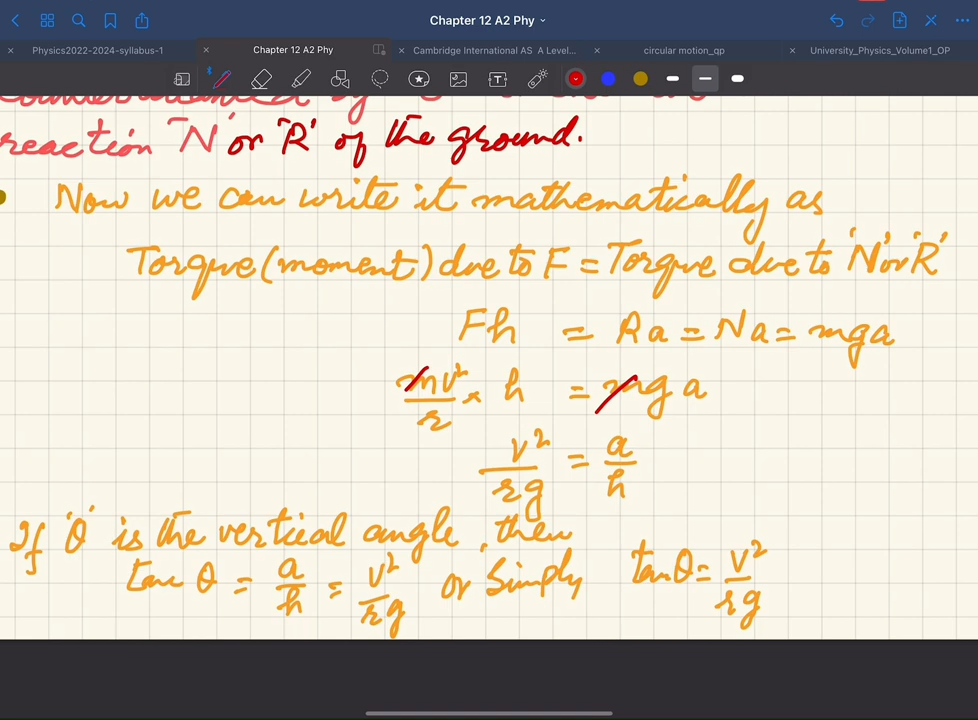 Chapter 12 A2 Phy
Physics2022-2024-syllabus-1
Chapter 12 A2 Phy
Cambridge International AS A Level...
circular motion_qp
University_Physics_Volume1_OP
reaction 'N' or 'R' of the ground.
Now we can write it mathematically as
Torque (moment) due to F = Torque due to 'N' or 'R'
Fh = Ra = Na = mga
mv²/r × h = mga
v²/rg = a/h
If 'θ' is the vertical angle, then
tan θ = a/h = v²/rg or simply tanθ = v²/rg